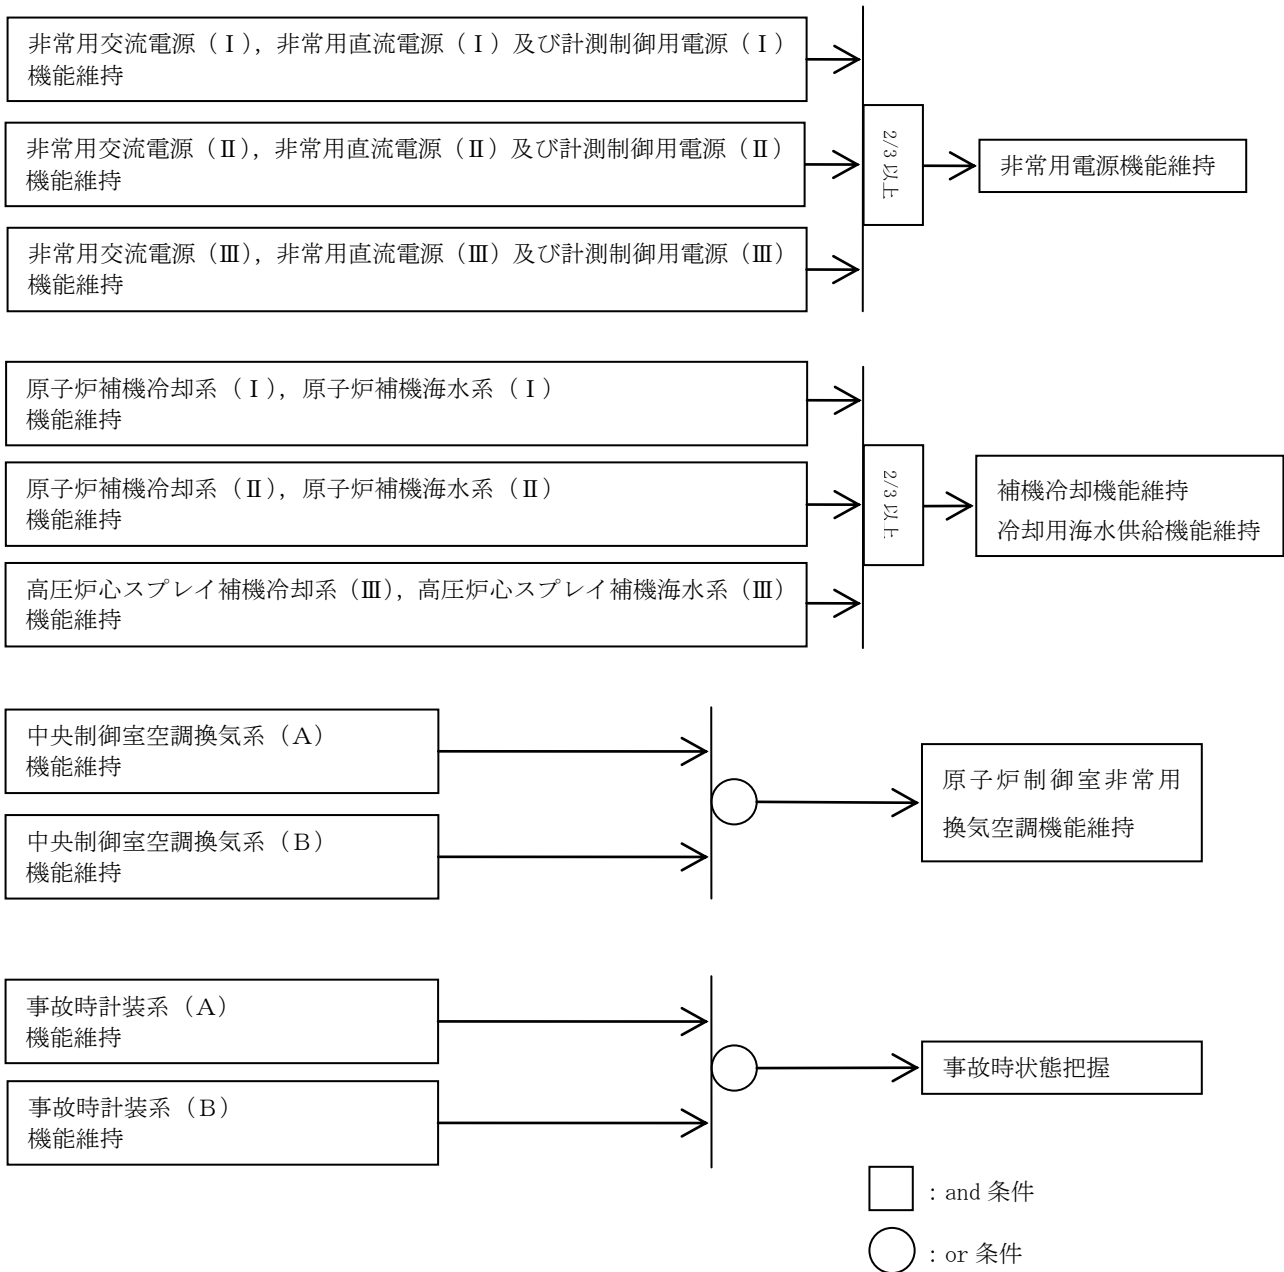 非常用交流電源（Ⅰ），非常用直流電源（Ⅰ）及び計測制御用電源（Ⅰ）
機能維持
非常用交流電源（Ⅱ），非常用直流電源（Ⅱ）及び計測制御用電源（Ⅱ）
機能維持
非常用交流電源（Ⅲ），非常用直流電源（Ⅲ）及び計測制御用電源（Ⅲ）
機能維持
2/3以上
非常用電源機能維持
原子炉補機冷却系（Ⅰ），原子炉補機海水系（Ⅰ）
機能維持
原子炉補機冷却系（Ⅱ），原子炉補機海水系（Ⅱ）
機能維持
高圧炉心スプレイ補機冷却系（Ⅲ），高圧炉心スプレイ補機海水系（Ⅲ）
機能維持
2/3以上
補機冷却機能維持
冷却用海水供給機能維持
中央制御室空調換気系（A）
機能維持
中央制御室空調換気系（B）
機能維持
原子炉制御室非常用
換気空調機能維持
事故時計装系（A）
機能維持
事故時計装系（B）
機能維持
事故時状態把握
：and 条件
：or 条件